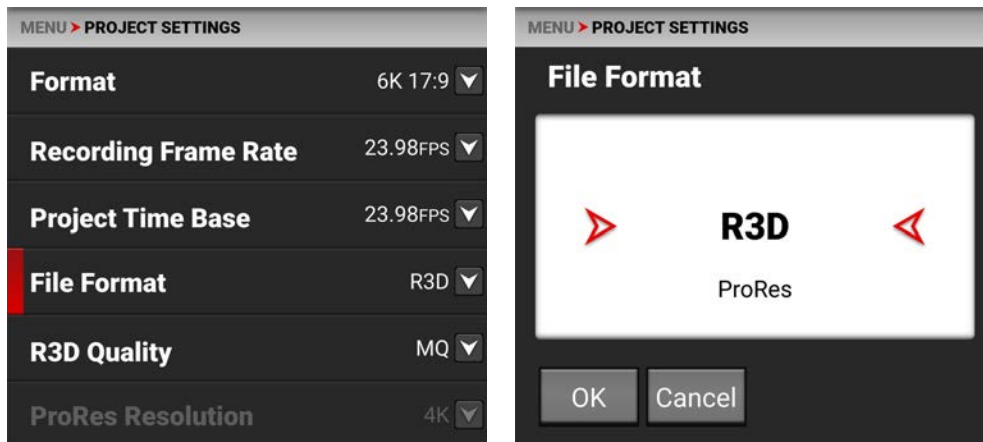 MENU > PROJECT SETTINGS
Format 6K 17:9
Recording Frame Rate 23.98FPS
Project Time Base 23.98FPS
File Format R3D
R3D Quality MQ
ProRes Resolution 4K
MENU > PROJECT SETTINGS
File Format
R3D
ProRes
OK Cancel